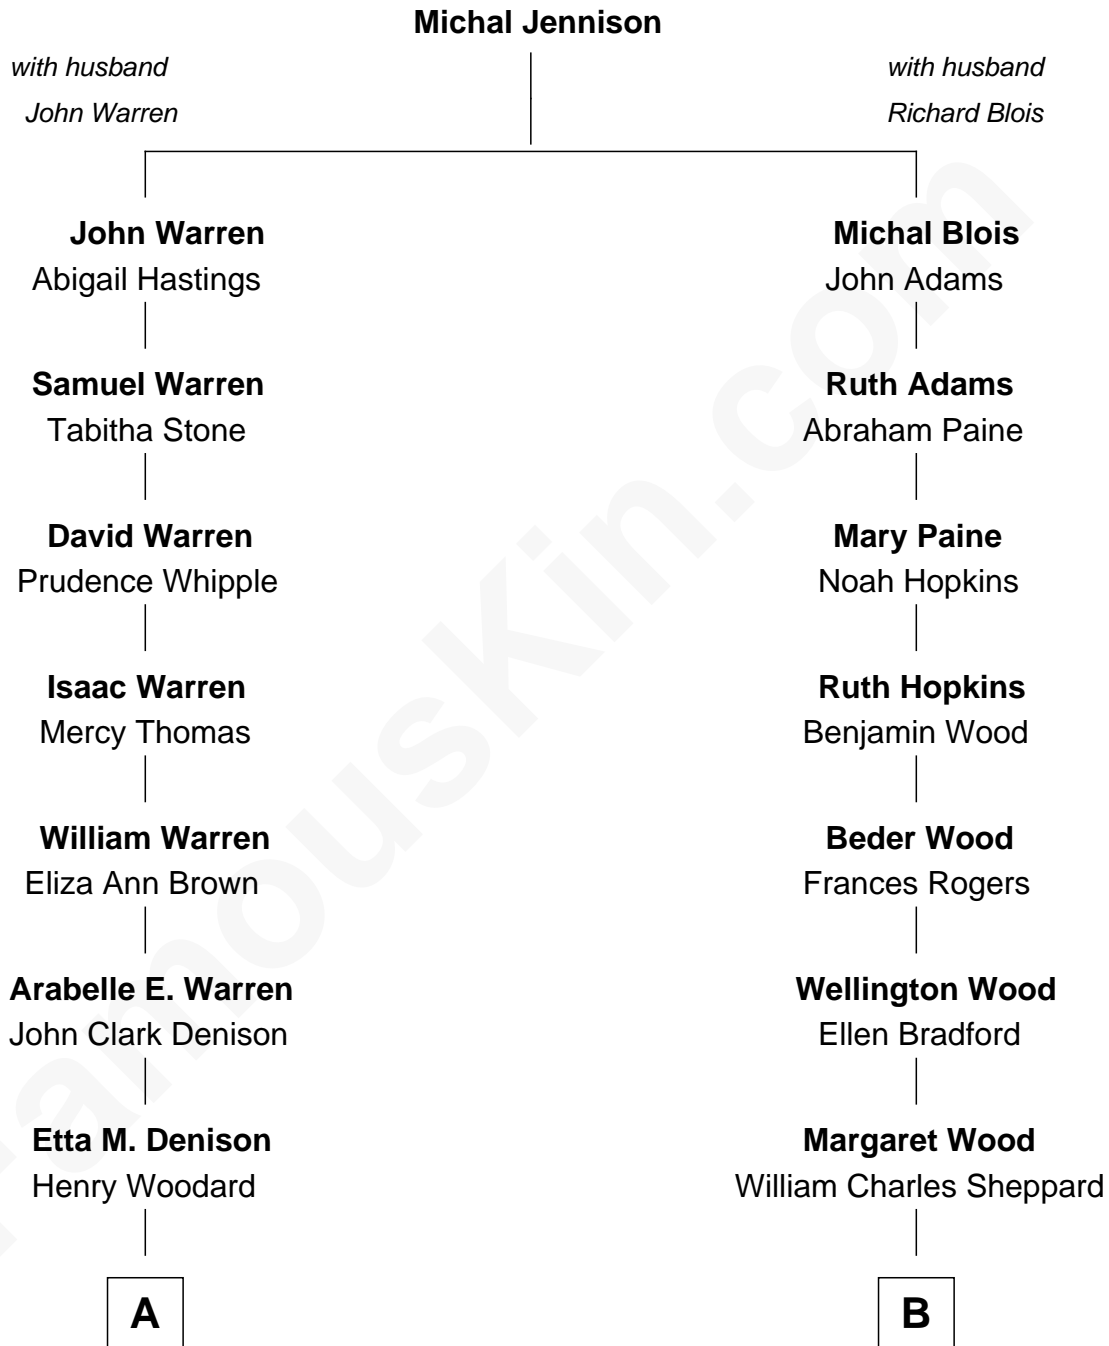 Michal Jennison
with husband
John Warren
with husband
Richard Blois
John Warren
Abigail Hastings
Michal Blois
John Adams
Samuel Warren
Tabitha Stone
Ruth Adams
Abraham Paine
David Warren
Prudence Whipple
Mary Paine
Noah Hopkins
Isaac Warren
Mercy Thomas
Ruth Hopkins
Benjamin Wood
William Warren
Eliza Ann Brown
Beder Wood
Frances Rogers
Arabelle E. Warren
John Clark Denison
Wellington Wood
Ellen Bradford
Etta M. Denison
Henry Woodard
Margaret Wood
William Charles Sheppard
A
B
FamousKin.com